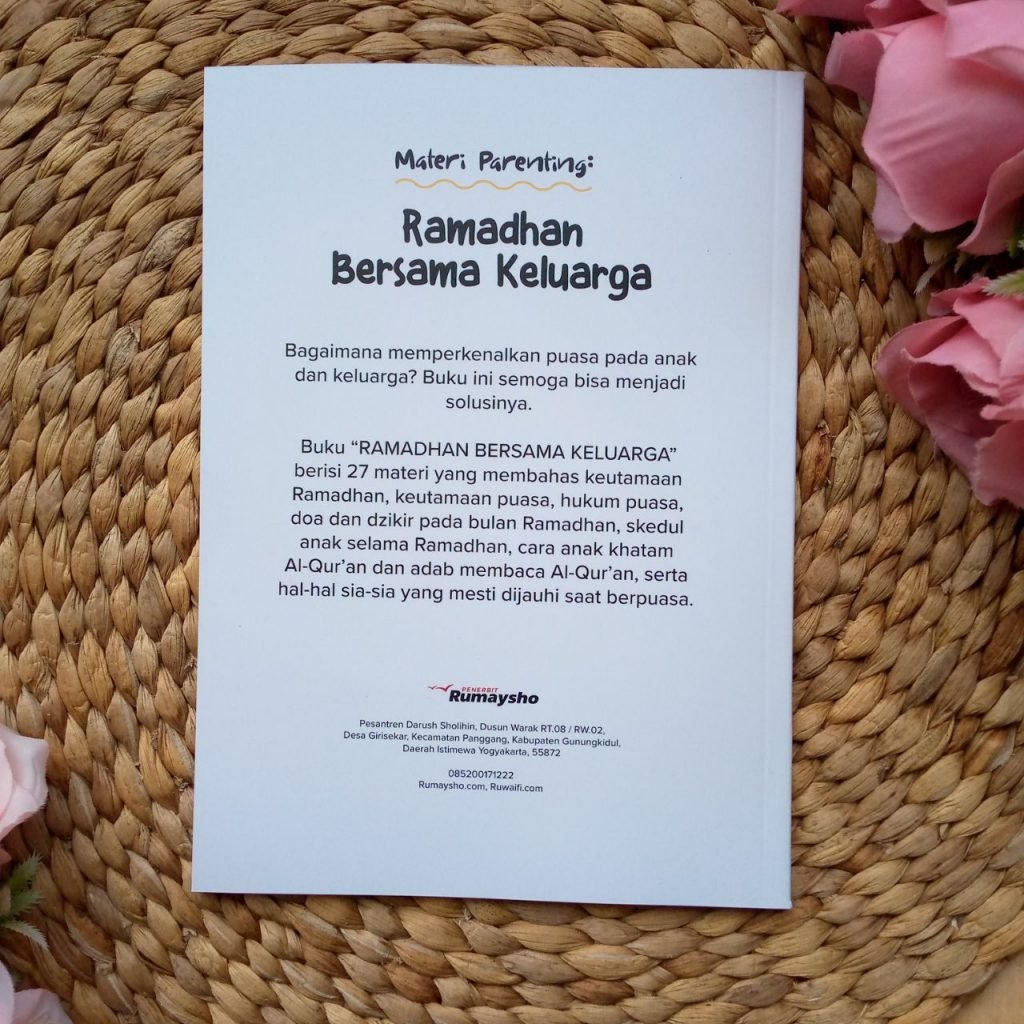 Materi Parenting:
Ramadhan
Bersama Keluarga
Bagaimana memperkenalkan puasa pada anak
dan keluarga? Buku ini semoga bisa menjadi
solusinya.
Buku “RAMADHAN BERSAMA KELUARGA”
berisi 27 materi yang membahas keutamaan
Ramadhan, keutamaan puasa, hukum puasa,
doa dan dzikir pada bulan Ramadhan, skedul
anak selama Ramadhan, cara anak khatam
Al-Qur’an dan adab membaca Al-Qur’an, serta
hal-hal sia-sia yang mesti dijauhi saat berpuasa.
PENERBIT
Rumaysho
Pesantren Darush Sholihin, Dusun Warak RT.08 / RW.02,
Desa Girisekar, Kecamatan Panggang, Kabupaten Gunungkidul,
Daerah Istimewa Yogyakarta, 55872
085200171222
Rumaysho.com, Ruwaifi.com